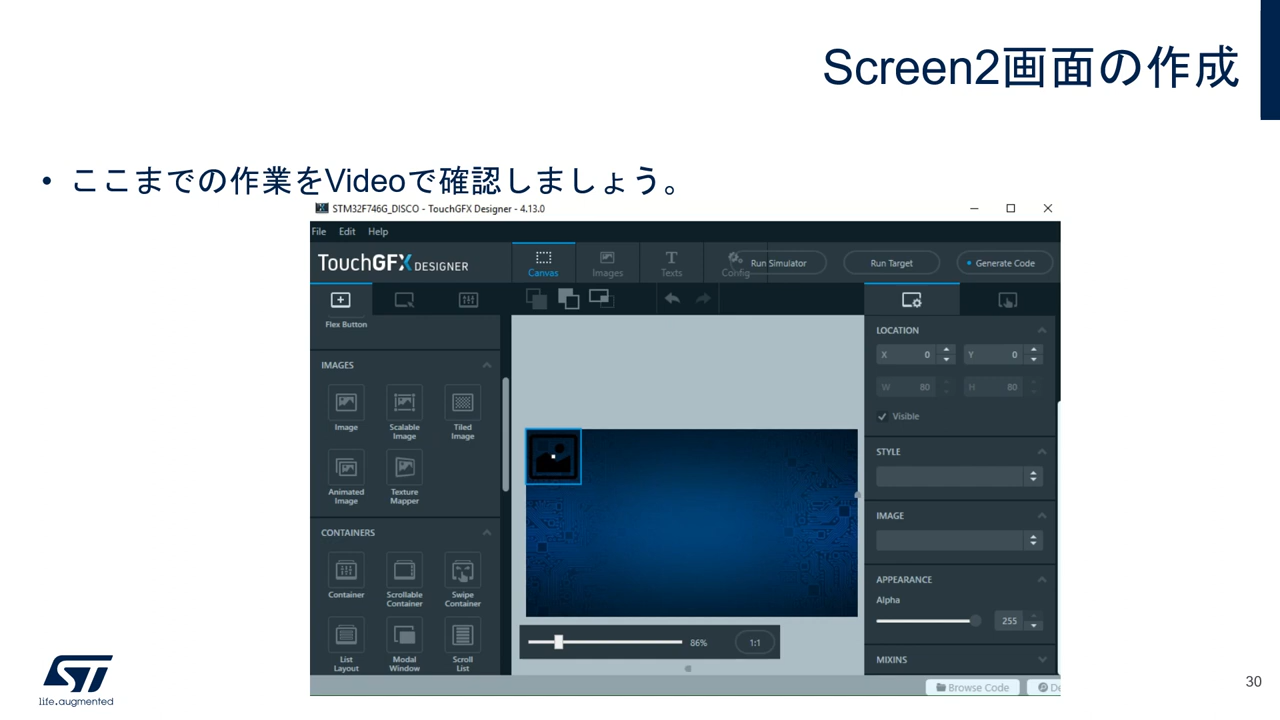 Screen2画面の作成
• ここまでの作業をVideoで確認しましょう。
STM32F746G_DISCO - TouchGFX Designer - 4.13.0
File Edit Help
TouchGFX DESIGNER
Canvas Images Texts Config
Run Simulator Run Target Generate Code
Flex Button
IMAGES
Image Scalable Image Tiled Image
Animated Image Texture Mapper
CONTAINERS
Container Scrollable Container Swipe Container
List Layout Modal Window Scroll List
86% 1:1
LOCATION
X 0 Y 0
W 80 H 80
Visible
STYLE
IMAGE
APPEARANCE
Alpha
255
MIXINS
Browse Code De
ST
life.augmented
30